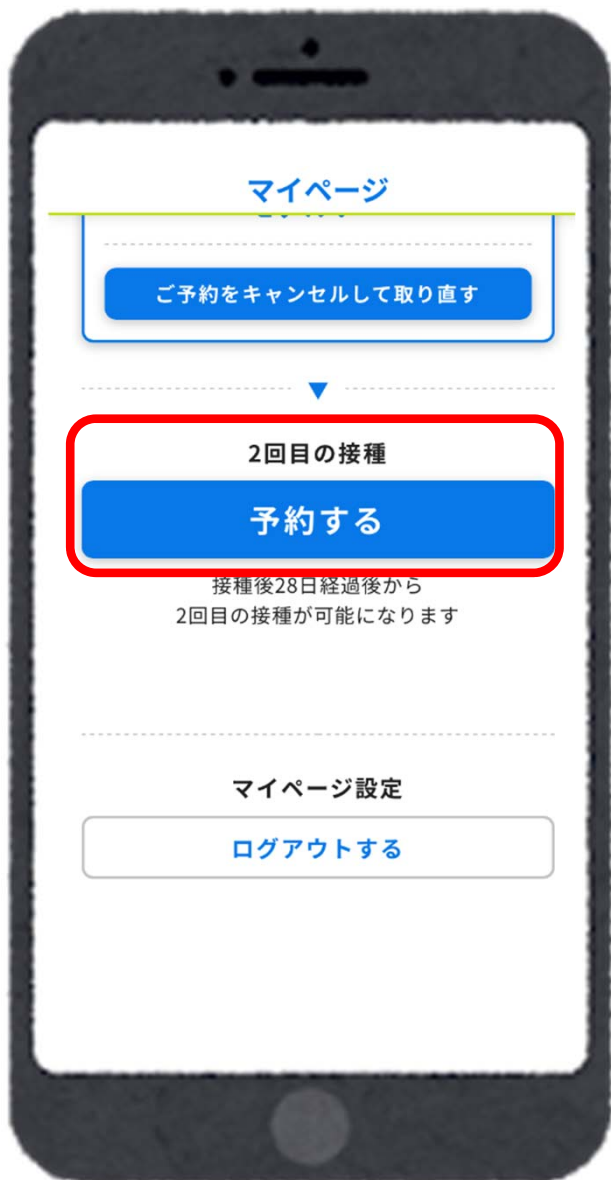 マイページ
ご予約をキャンセルして取り直す
2回目の接種
予約する
接種後28日経過後から
2回目の接種が可能になります
マイページ設定
ログアウトする